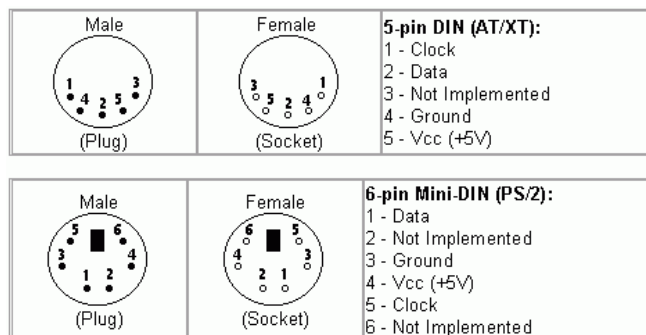 Male
1 4 2 5 3
(Plug)
Female
3 5 2 4 1
(Socket)
5-pin DIN (AT/XT):
1 - Clock
2 - Data
3 - Not Implemented
4 - Ground
5 - Vcc (+5V)
Male
5 6
3 4
1 2
(Plug)
Female
6 5
4 3
2 1
(Socket)
6-pin Mini-DIN (PS/2):
1 - Data
2 - Not Implemented
3 - Ground
4 - Vcc (+5V)
5 - Clock
6 - Not Implemented